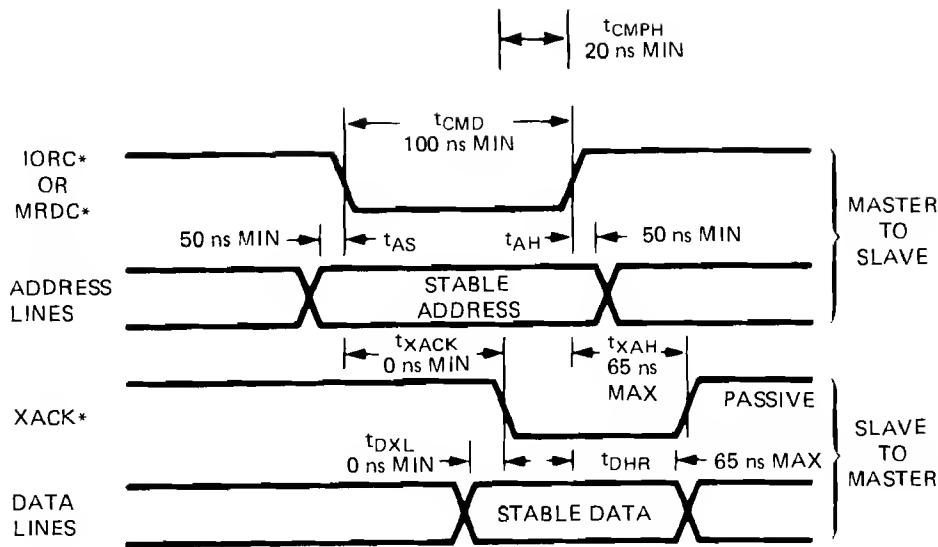 tCMPH
20 ns MIN
tCMD
100 ns MIN
IORC*
OR
MRDC*
50 ns MIN
tAS
tAH
50 ns MIN
MASTER
TO
SLAVE
ADDRESS
LINES
STABLE
ADDRESS
tXACK
0 ns MIN
tXAH
65 ns
MAX
XACK*
PASSIVE
tDXL
0 ns MIN
tDHR
65 ns MAX
SLAVE
TO
MASTER
DATA
LINES
STABLE DATA